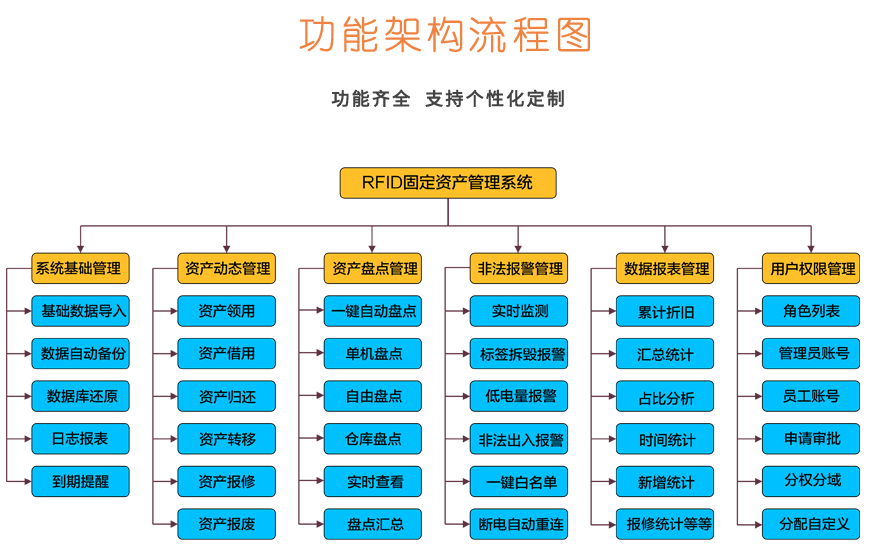 功能架构流程图
功能齐全 支持个性化定制
RFID固定资产管理系统
系统基础管理
基础数据导入
数据自动备份
数据库还原
日志报表
到期提醒
资产动态管理
资产领用
资产借用
资产归还
资产转移
资产报修
资产报废
资产盘点管理
一键自动盘点
单机盘点
自由盘点
仓库盘点
实时查看
盘点汇总
非法报警管理
实时监测
标签拆毁报警
低电量报警
非法出入报警
一键白名单
断电自动重连
数据报表管理
累计折旧
汇总统计
占比分析
时间统计
新增统计
报修统计等等
用户权限管理
角色列表
管理员账号
员工账号
申请审批
分权分域
分配自定义